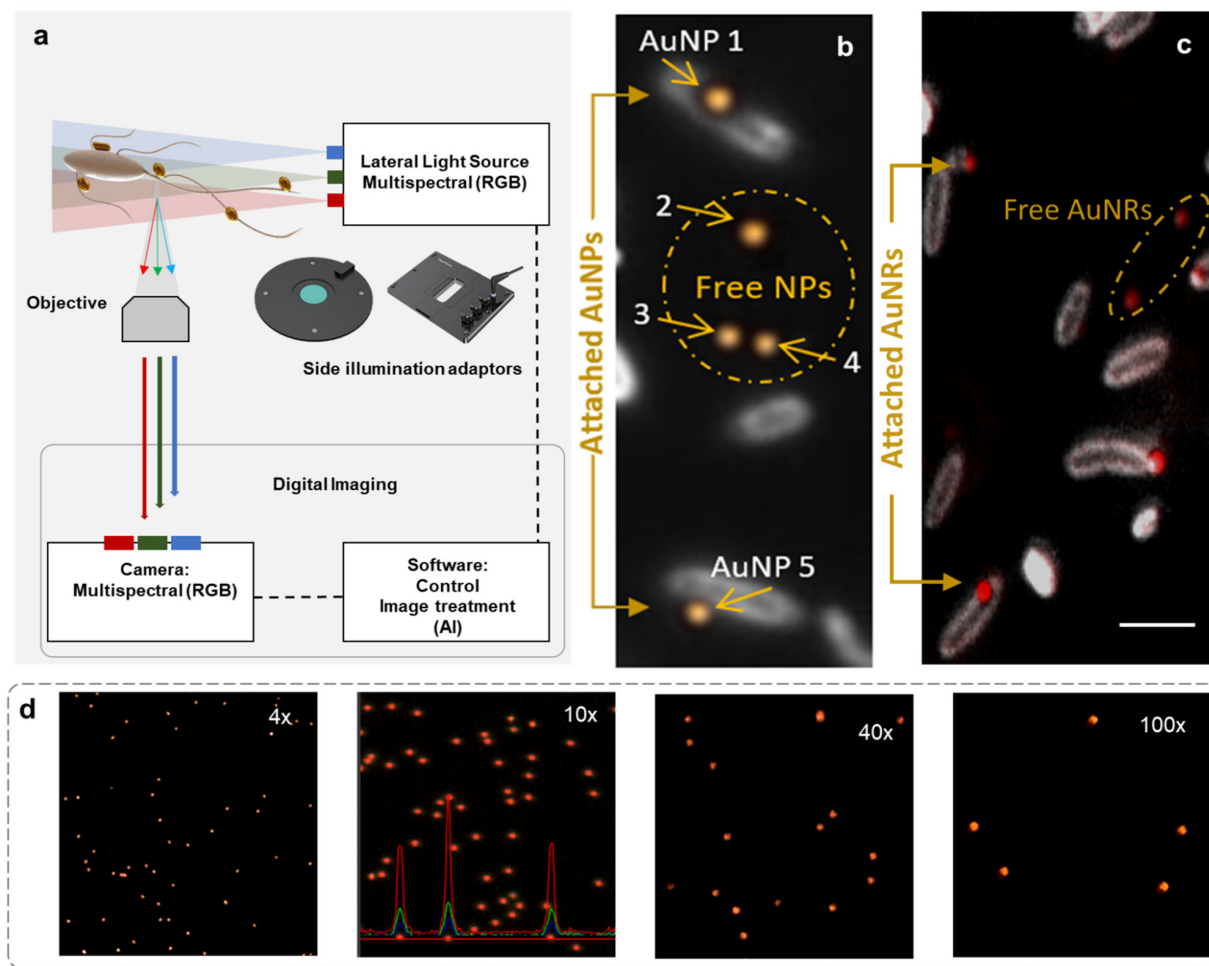 a
Lateral Light Source
Multispectral (RGB)
Objective
Side illumination adaptors
Digital Imaging
Camera:
Multispectral (RGB)
Software:
Control
Image treatment
(AI)
Attached AuNPs
b
AuNP 1
2
Free NPs
3
4
AuNP 5
Attached AuNRs
c
Free AuNRs
d
4x
10x
40x
100x